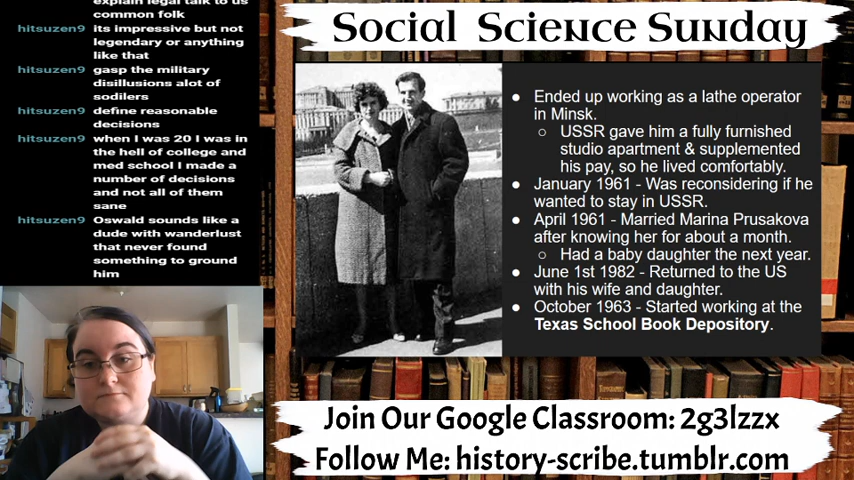 explain legal talk to us
common folk
hitsuzen9 its impressive but not
legendary or anything
like that
hitsuzen9 gasp the military
disillusions alot of
sodilers
hitsuzen9 define reasonable
decisions
hitsuzen9 when I was 20 I was in
the hell of college and
med school I made a
number of decisions
and not all of them
sane
hitsuzen9 Oswald sounds like a
dude with wanderlust
that never found
something to ground
him
Social Science Sunday
● Ended up working as a lathe operator
in Minsk.
○ USSR gave him a fully furnished
studio apartment & supplemented
his pay, so he lived comfortably.
● January 1961 - Was reconsidering if he
wanted to stay in USSR.
● April 1961 - Married Marina Prusakova
after knowing her for about a month.
○ Had a baby daughter the next year.
● June 1st 1982 - Returned to the US
with his wife and daughter.
● October 1963 - Started working at the
Texas School Book Depository.
Join Our Google Classroom: 2g3lzzx
Follow Me: history-scribe.tumblr.com